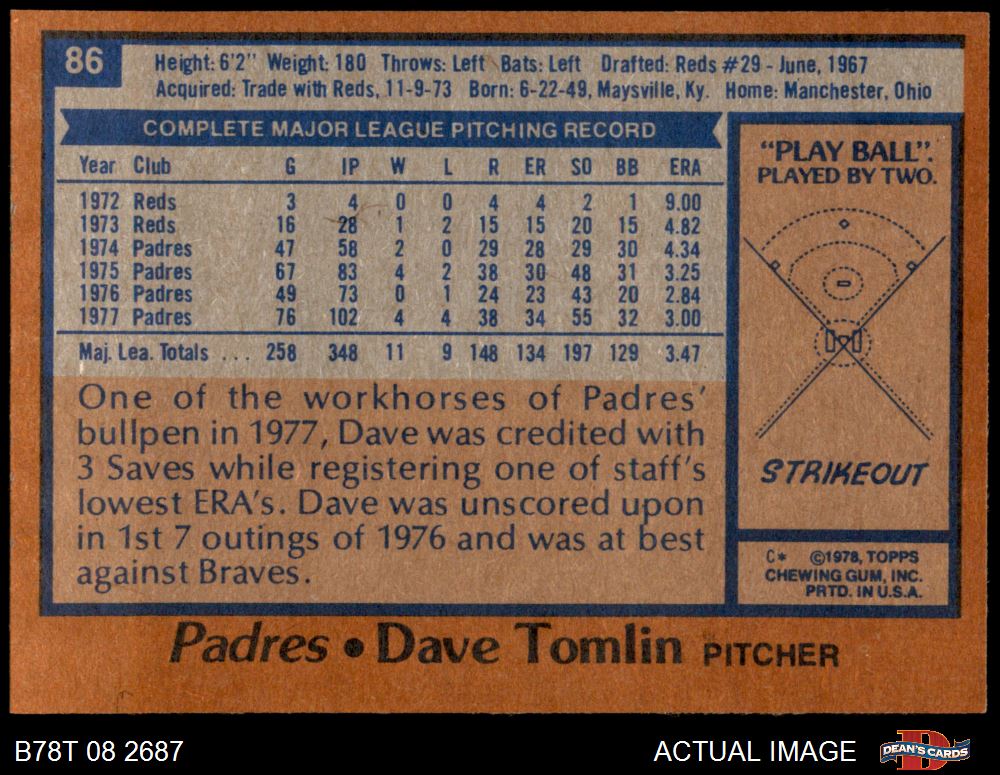 86
Height: 6'2" Weight: 180 Throws: Left Bats: Left Drafted: Reds #29 - June, 1967
Acquired: Trade with Reds, 11-9-73 Born: 6-22-49, Maysville, Ky. Home: Manchester, Ohio
COMPLETE MAJOR LEAGUE PITCHING RECORD
Year Club G IP W L R ER SO BB ERA
1972 Reds 3 4 0 0 4 4 2 1 9.00
1973 Reds 16 28 1 2 15 15 20 15 4.82
1974 Padres 47 58 2 0 29 28 29 30 4.34
1975 Padres 67 83 4 2 38 30 48 31 3.25
1976 Padres 49 73 0 1 24 23 43 20 2.84
1977 Padres 76 102 4 4 38 34 55 32 3.00
Maj. Lea. Totals ... 258 348 11 9 148 134 197 129 3.47
One of the workhorses of Padres'
bullpen in 1977, Dave was credited with
3 Saves while registering one of staff's
lowest ERA's. Dave was unscored upon
in 1st 7 outings of 1976 and was at best
against Braves.
"PLAY BALL".
PLAYED BY TWO.
STRIKEOUT
C* ©1978, TOPPS
CHEWING GUM, INC.
PRTD. IN U.S.A.
Padres • Dave Tomlin PITCHER
B78T 08 2687
ACTUAL IMAGE
D
DEAN'S CARDS